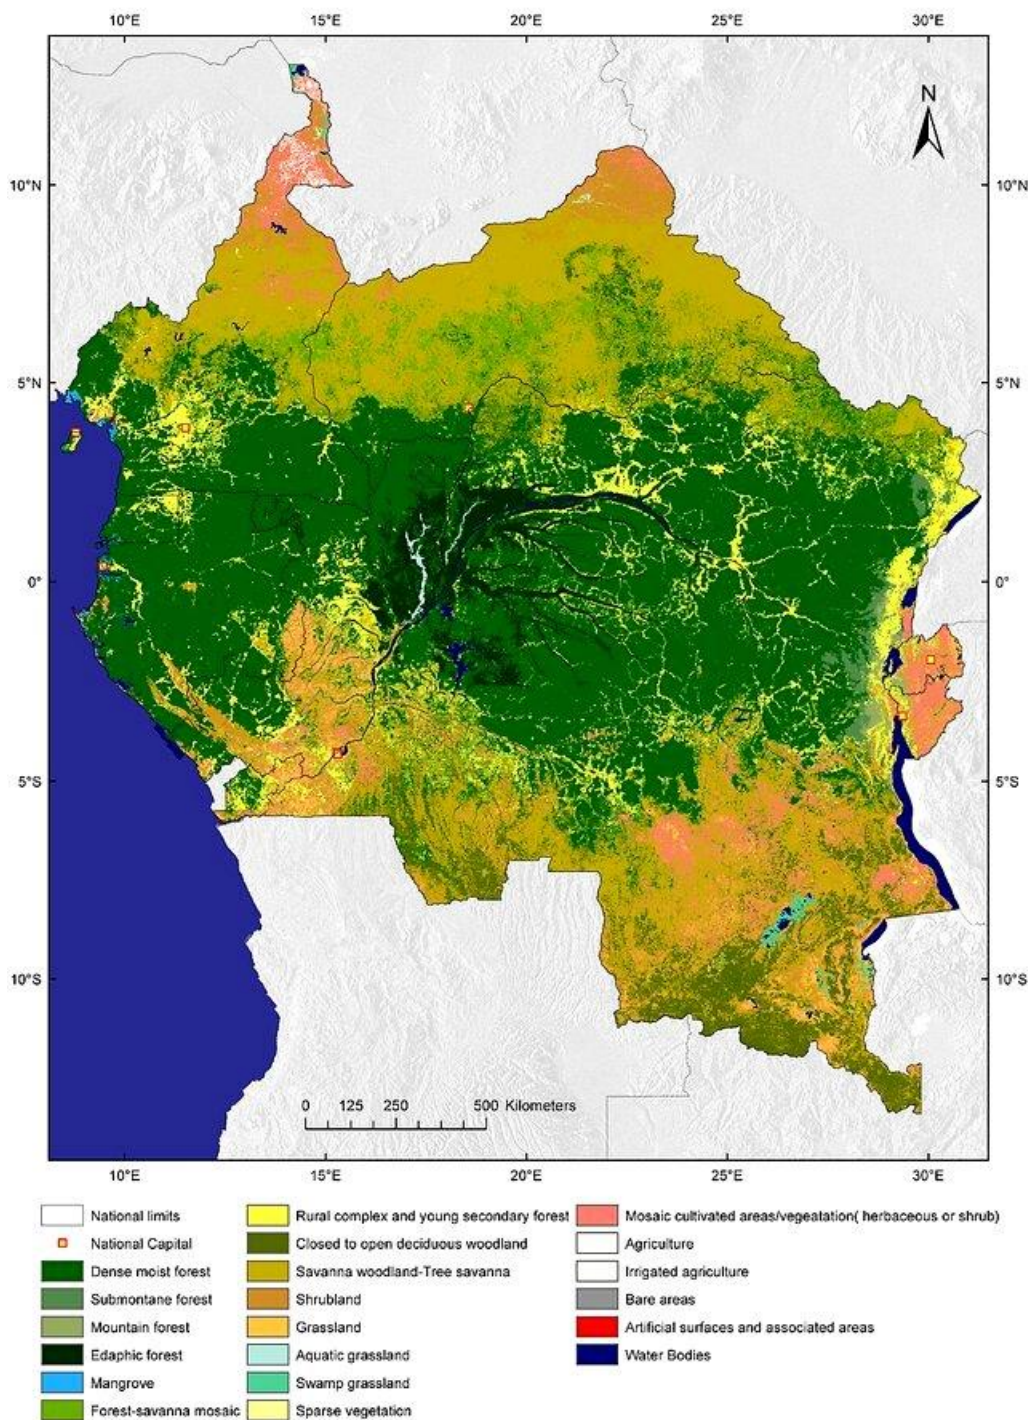 10°E 15°E 20°E 25°E 30°E
N
10°N 10°N
5°N 5°N
0° 0°
5°S 5°S
10°S 10°S
0 125 250 500 Kilometers
10°E 15°E 20°E 25°E 30°E
National limits
National Capital
Dense moist forest
Submontane forest
Mountain forest
Edaphic forest
Mangrove
Forest-savanna mosaic
Rural complex and young secondary forest
Closed to open deciduous woodland
Savanna woodland-Tree savanna
Shrubland
Grassland
Aquatic grassland
Swamp grassland
Sparse vegetation
Mosaic cultivated areas/vegealation( herbaceous or shrub)
Agriculture
Irrigated agriculture
Bare areas
Artificial surfaces and associated areas
Water Bodies